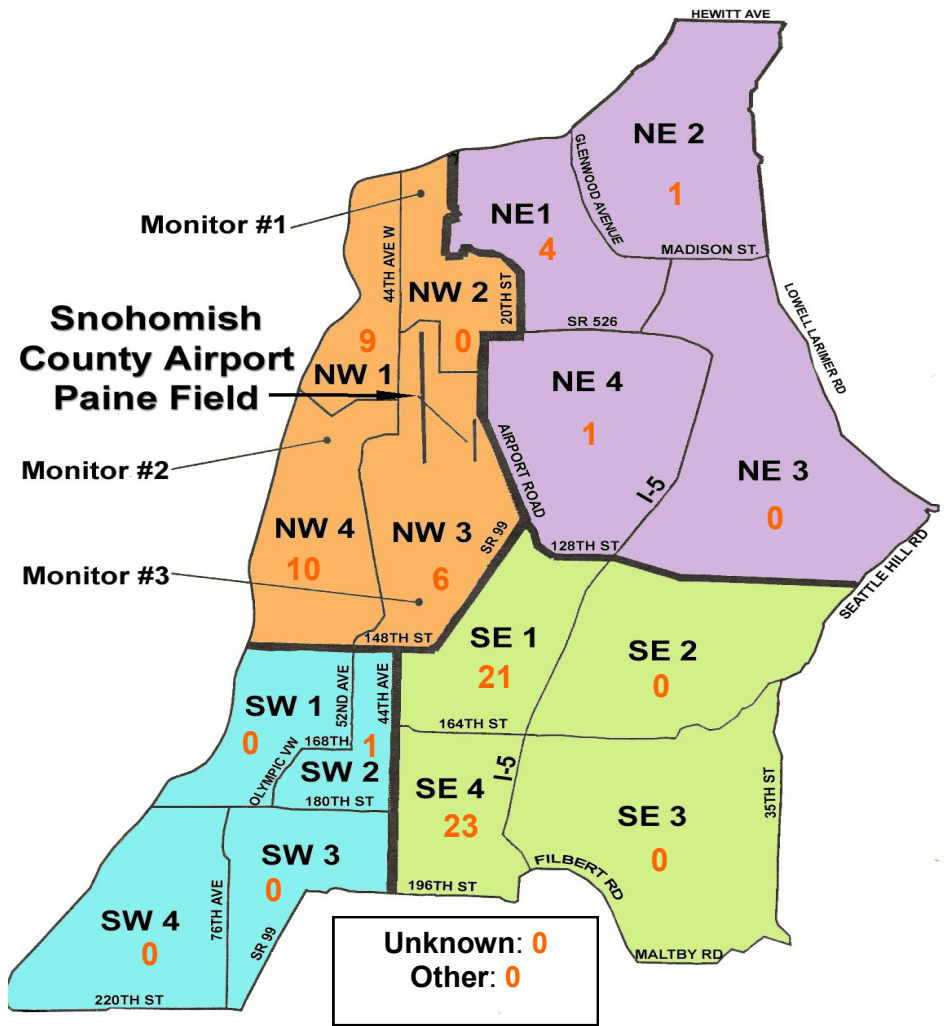 HEWITT AVE
NE 2
1
GLENWOOD AVENUE
MADISON ST.
NE1
4
Monitor #1
44TH AVE W
NW 2
0
20TH ST
LOWELL LARIMER RD
Snohomish
County Airport
Paine Field
9
NW 1
SR 526
NE 4
1
AIRPORT ROAD
I-5
NE 3
0
Monitor #2
NW 4
10
NW 3
6
SR 99
128TH ST
SEATTLE HILL RD
Monitor #3
148TH ST
SE 1
21
SE 2
0
SW 1
0
52ND AVE
44TH AVE
168TH
1
OLYMPIC VW
SW 2
180TH ST
164TH ST
I-5
SE 4
23
SE 3
0
35TH ST
SW 3
0
76TH AVE
SR 99
SW 4
0
220TH ST
196TH ST
FILBERT RD
MALTBY RD
Unknown: 0
Other: 0